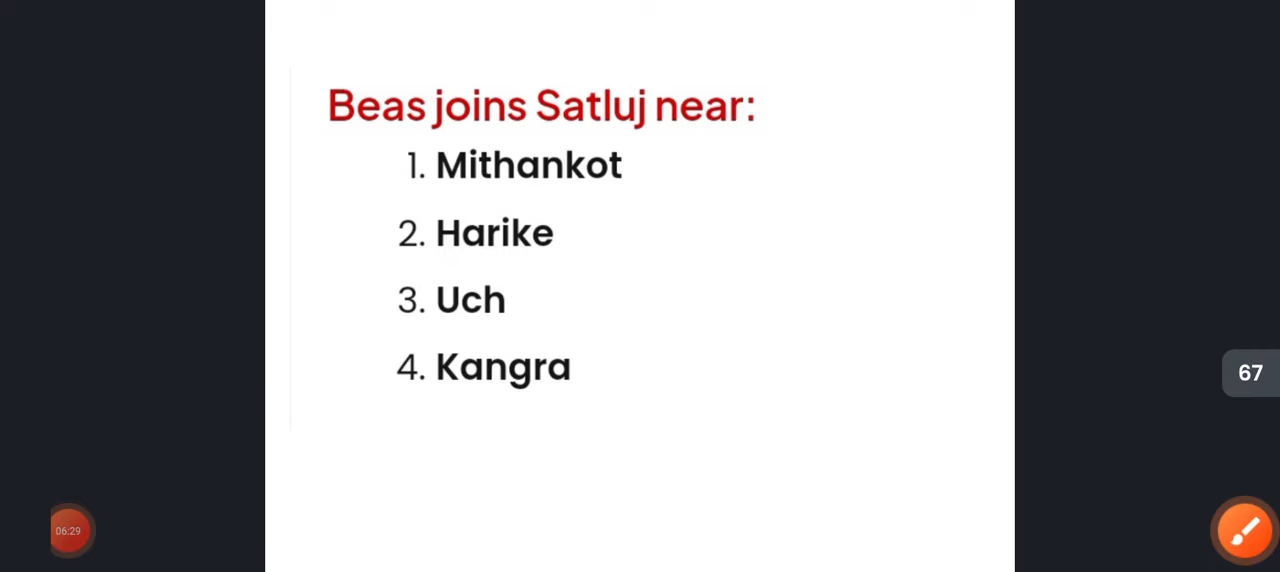 Beas joins Satluj near:
1. Mithankot
2. Harike
3. Uch
4. Kangra
67
06:29